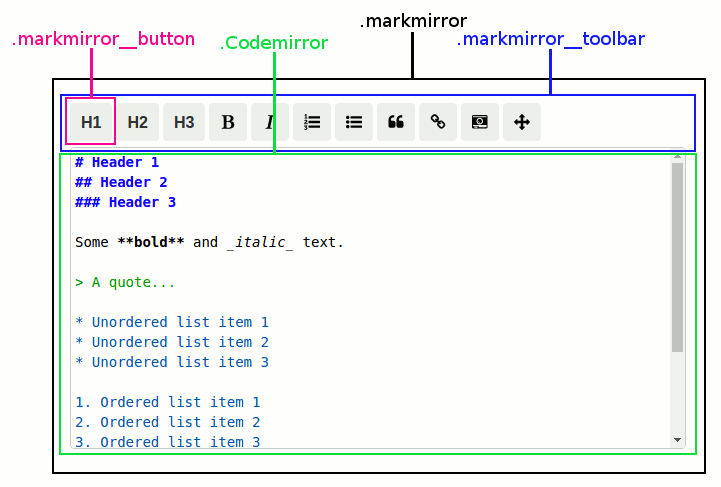 .markmirror
.markmirror__button
.Codemirror
.markmirror__toolbar
H1 H2 H3 B I
# Header 1
## Header 2
### Header 3
Some **bold** and _italic_ text.
> A quote...
* Unordered list item 1
* Unordered list item 2
* Unordered list item 3
1. Ordered list item 1
2. Ordered list item 2
3. Ordered list item 3